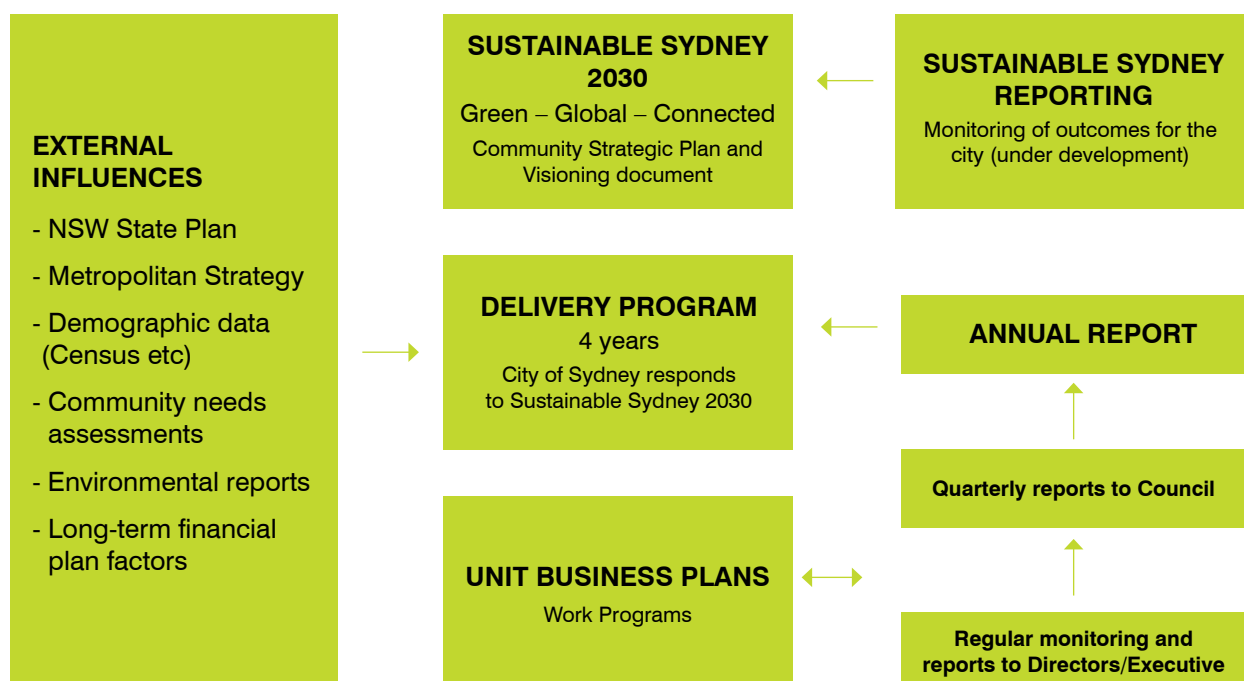 EXTERNAL
INFLUENCES
- NSW State Plan
- Metropolitan Strategy
- Demographic data
(Census etc)
- Community needs
assessments
- Environmental reports
- Long-term financial
plan factors
SUSTAINABLE SYDNEY
2030
Green – Global – Connected
Community Strategic Plan and
Visioning document
SUSTAINABLE SYDNEY
REPORTING
Monitoring of outcomes for the
city (under development)
DELIVERY PROGRAM
4 years
City of Sydney responds
to Sustainable Sydney 2030
ANNUAL REPORT
Quarterly reports to Council
UNIT BUSINESS PLANS
Work Programs
Regular monitoring and
reports to Directors/Executive